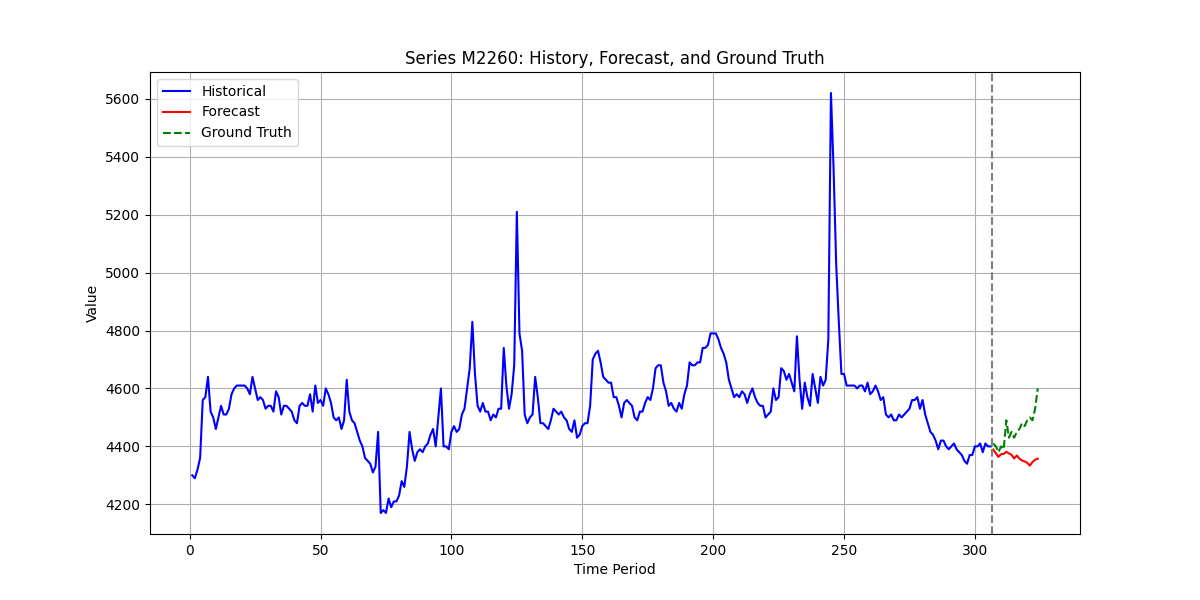 Series M2260: History, Forecast, and Ground Truth
Historical
Forecast
Ground Truth
Value
5600
5400
5200
5000
4800
4600
4400
4200
0 50 100 150 200 250 300
Time Period